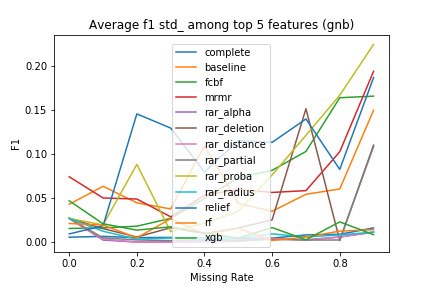 Average f1 std_ among top 5 features (gnb)
F1
0.20
0.15
0.10
0.05
0.00
complete
baseline
fcbf
mrmr
rar_alpha
rar_deletion
rar_distance
rar_partial
rar_proba
rar_radius
relief
rf
xgb
0.0 0.2 0.4 0.6 0.8
Missing Rate